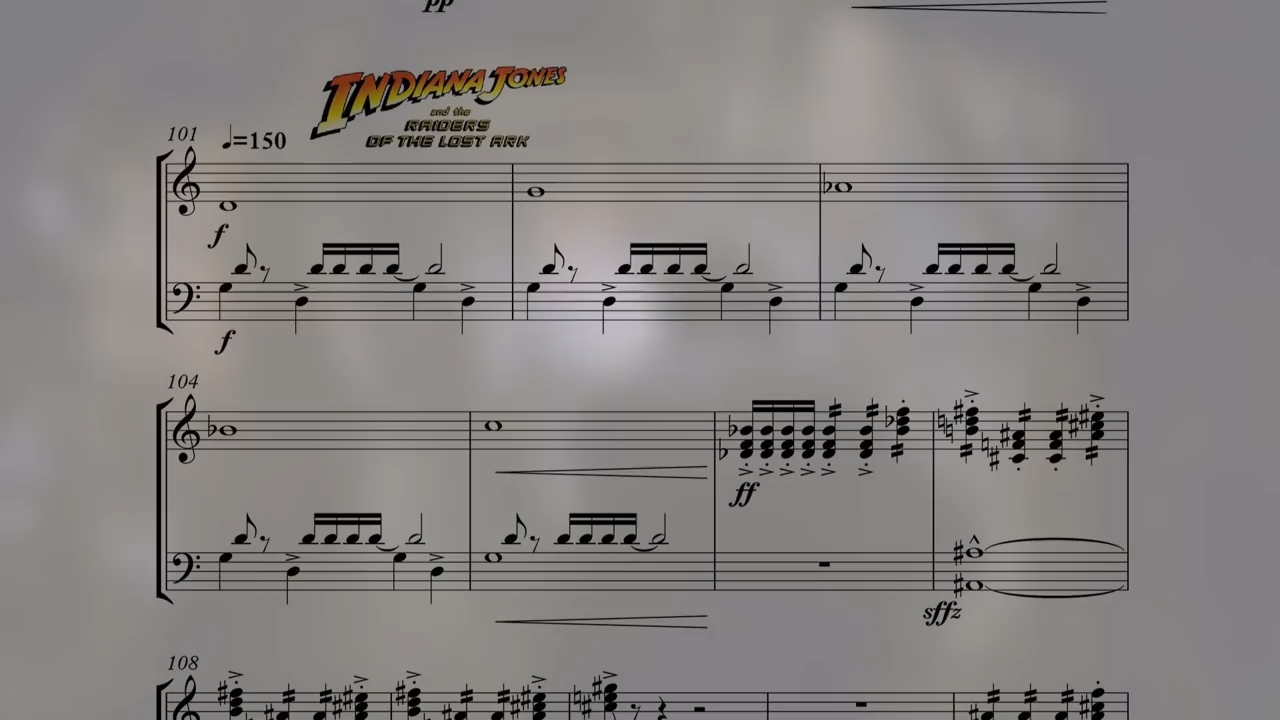 pp
INDIANA JONES
and the
RAIDERS
OF THE LOST ARK
101
♩=150
f
f
104
ff
sffz
108